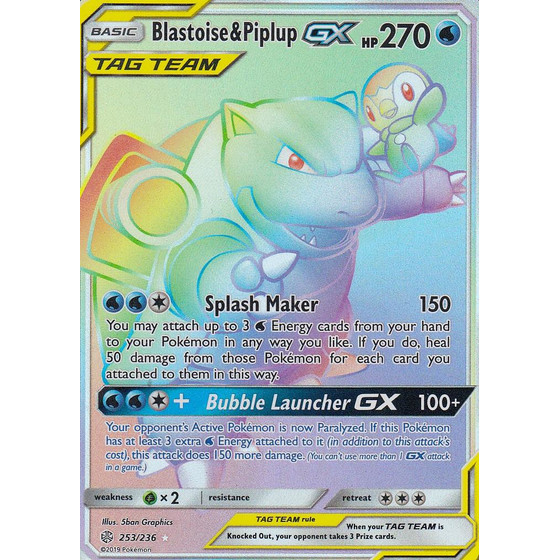 BASIC Blastoise&Piplup GX HP 270
TAG TEAM
Splash Maker 150
You may attach up to 3 Energy cards from your hand
to your Pokémon in any way you like. If you do, heal
50 damage from those Pokémon for each card you
attached to them in this way.
+ Bubble Launcher GX 100+
Your opponent's Active Pokémon is now Paralyzed. If this Pokémon
has at least 3 extra Energy attached to it (in addition to this attack's
cost), this attack does 150 more damage. (You can't use more than 1 GX attack
in a game.)
weakness ×2 resistance retreat
Illus. 5ban Graphics
253/236
©2019 Pokémon
TAG TEAM rule
When your TAG TEAM is
Knocked Out, your opponent takes 3 Prize cards.